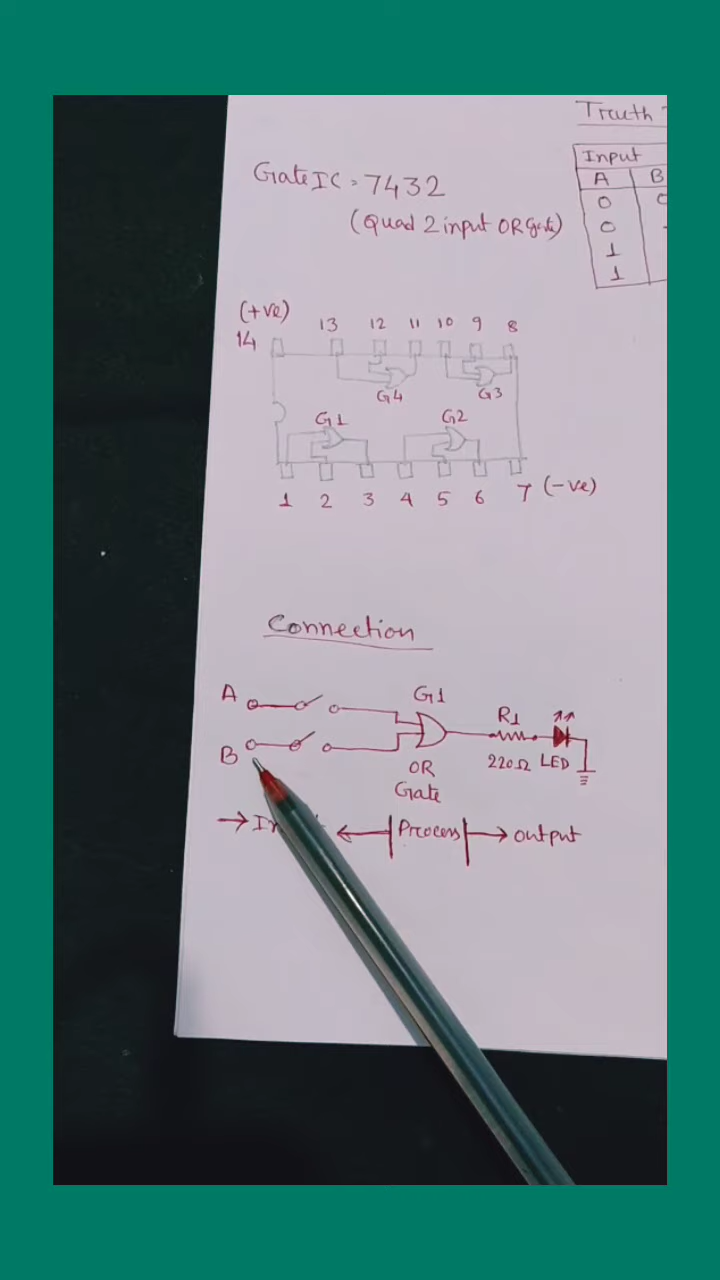 Truth
Input
A B
0
0
1
1
Gate IC = 7432
(Quad 2 input OR gate)
(+ve)
14 13 12 11 10 9 8
G4 G3
G1 G2
1 2 3 4 5 6 7 (-ve)
Connection
A G1 R1
B OR 220Ω LED
Gate
Process output